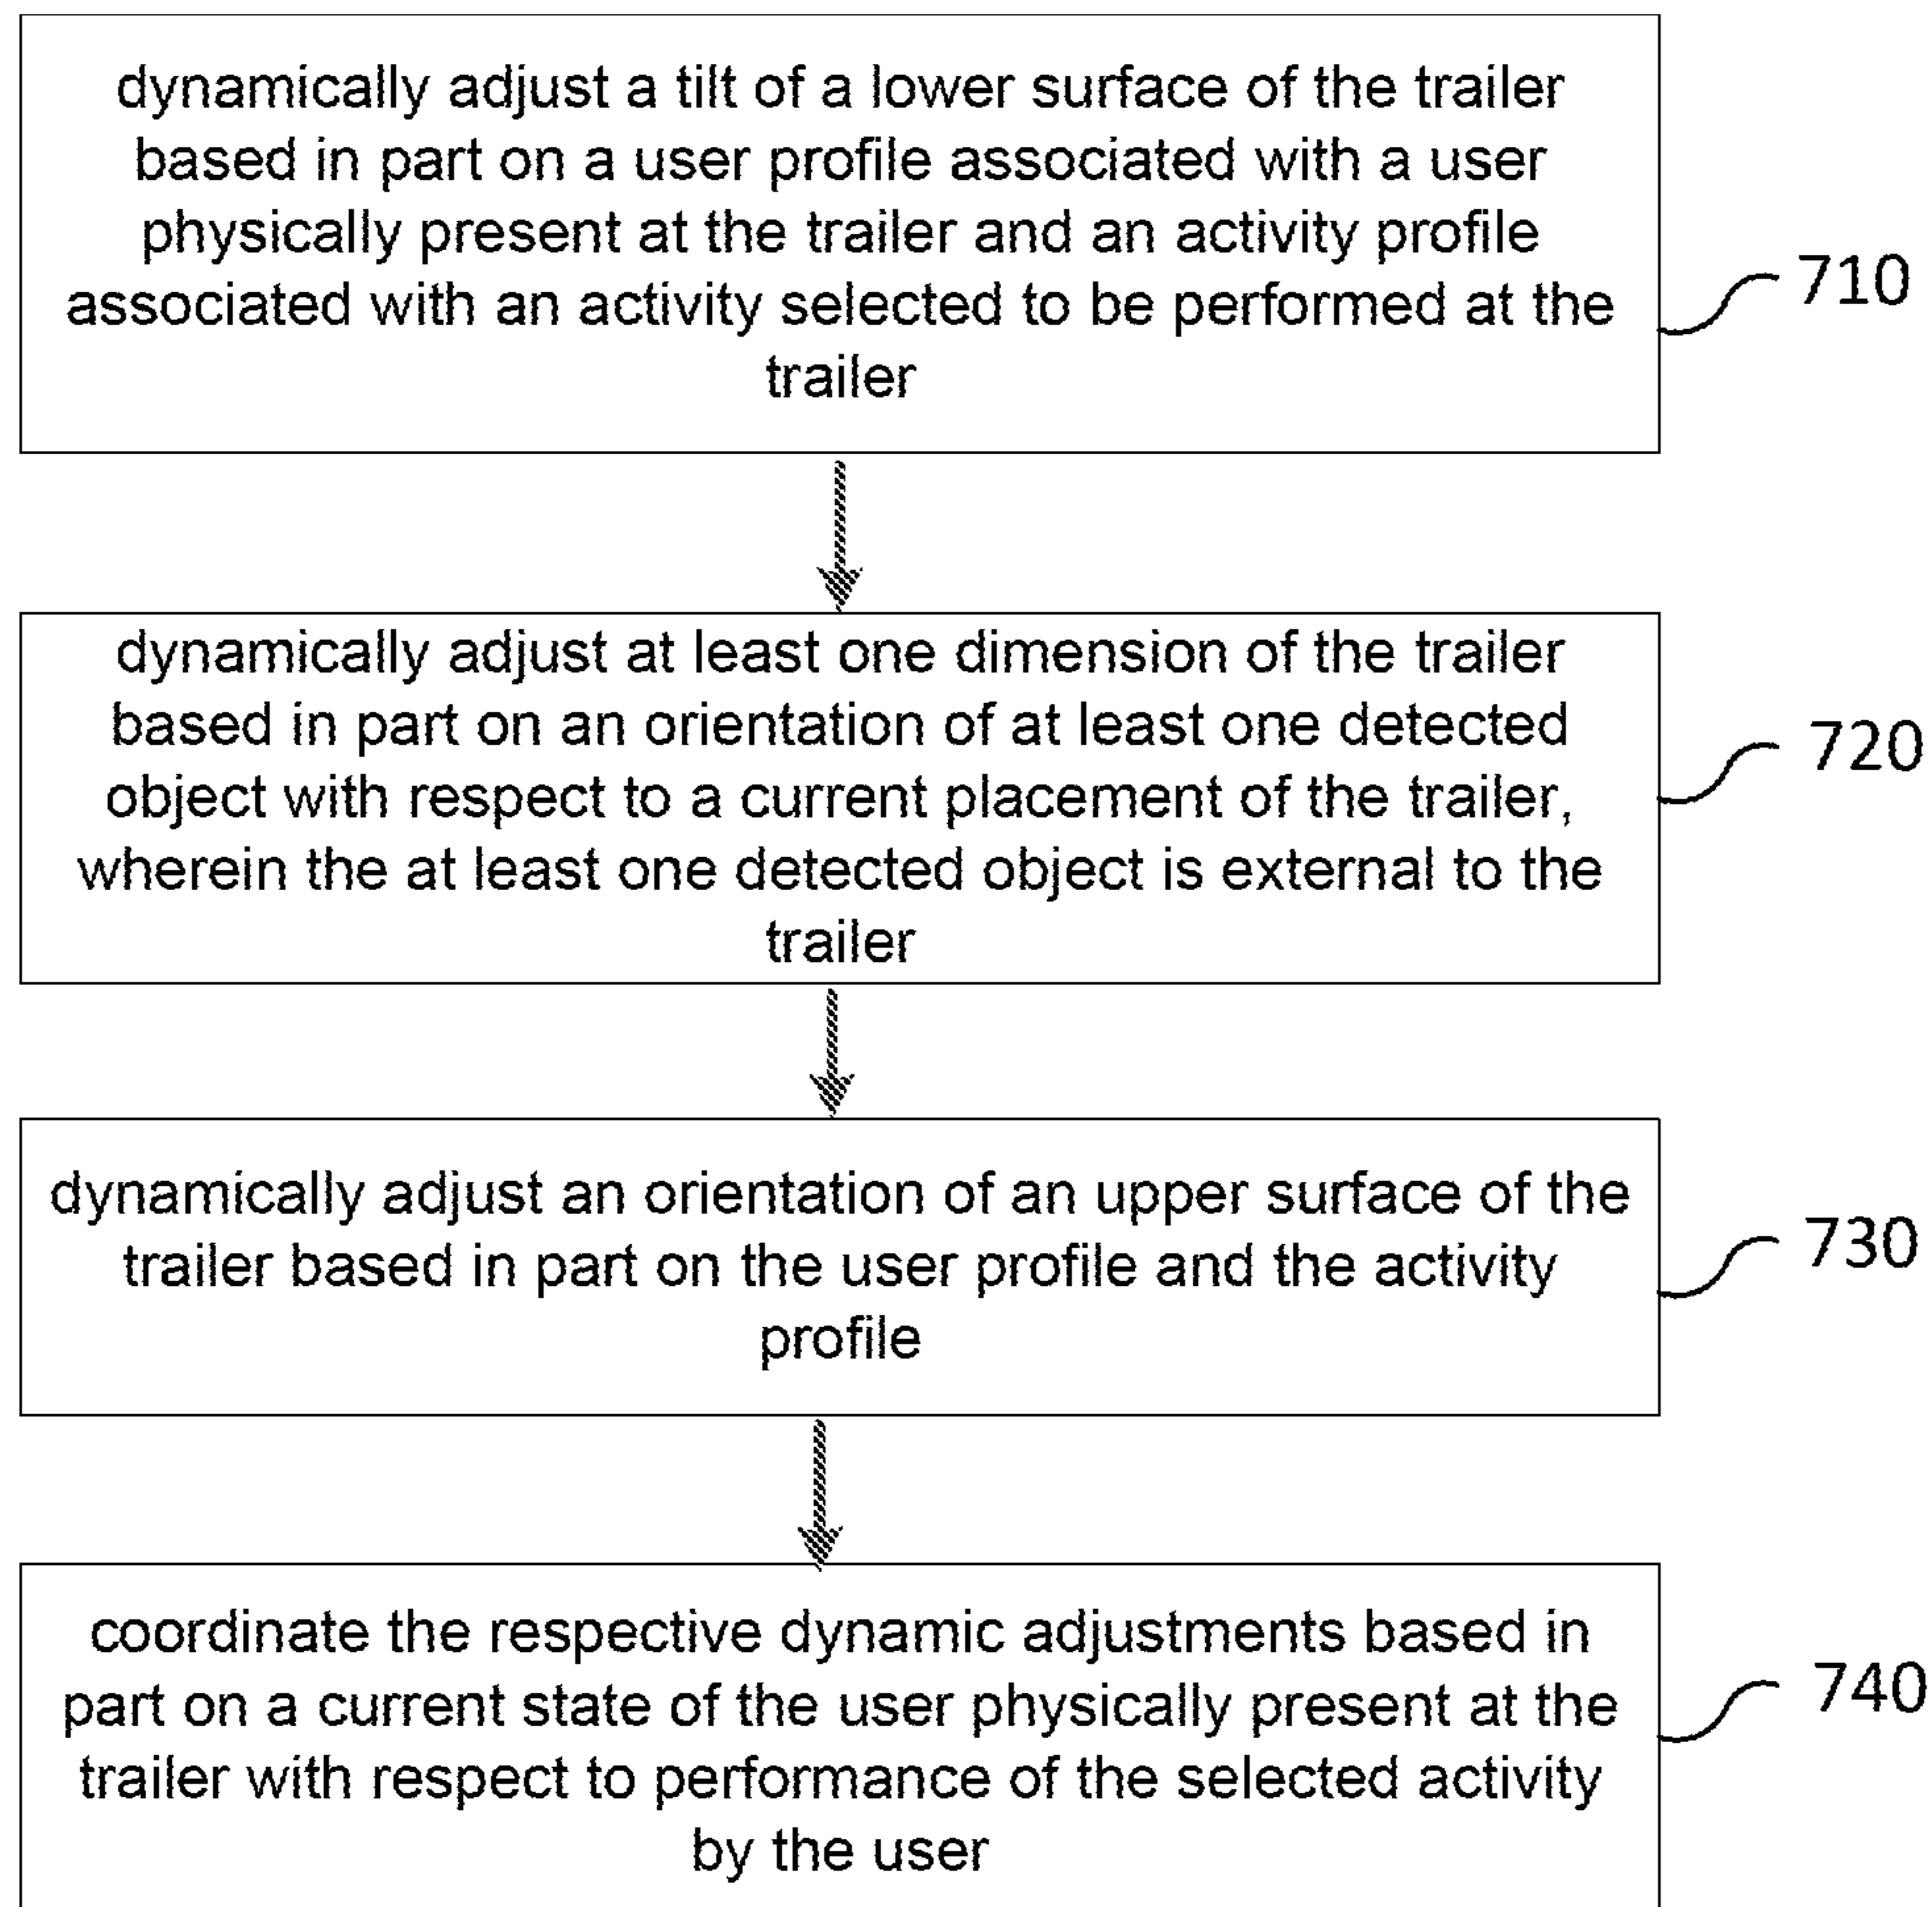 dynamically adjust a tilt of a lower surface of the trailer
based in part on a user profile associated with a user
physically present at the trailer and an activity profile
associated with an activity selected to be performed at the
trailer
710
dynamically adjust at least one dimension of the trailer
based in part on an orientation of at least one detected
object with respect to a current placement of the trailer,
wherein the at least one detected object is external to the
trailer
720
dynamically adjust an orientation of an upper surface of the
trailer based in part on the user profile and the activity
profile
730
coordinate the respective dynamic adjustments based in
part on a current state of the user physically present at the
trailer with respect to performance of the selected activity
by the user
740